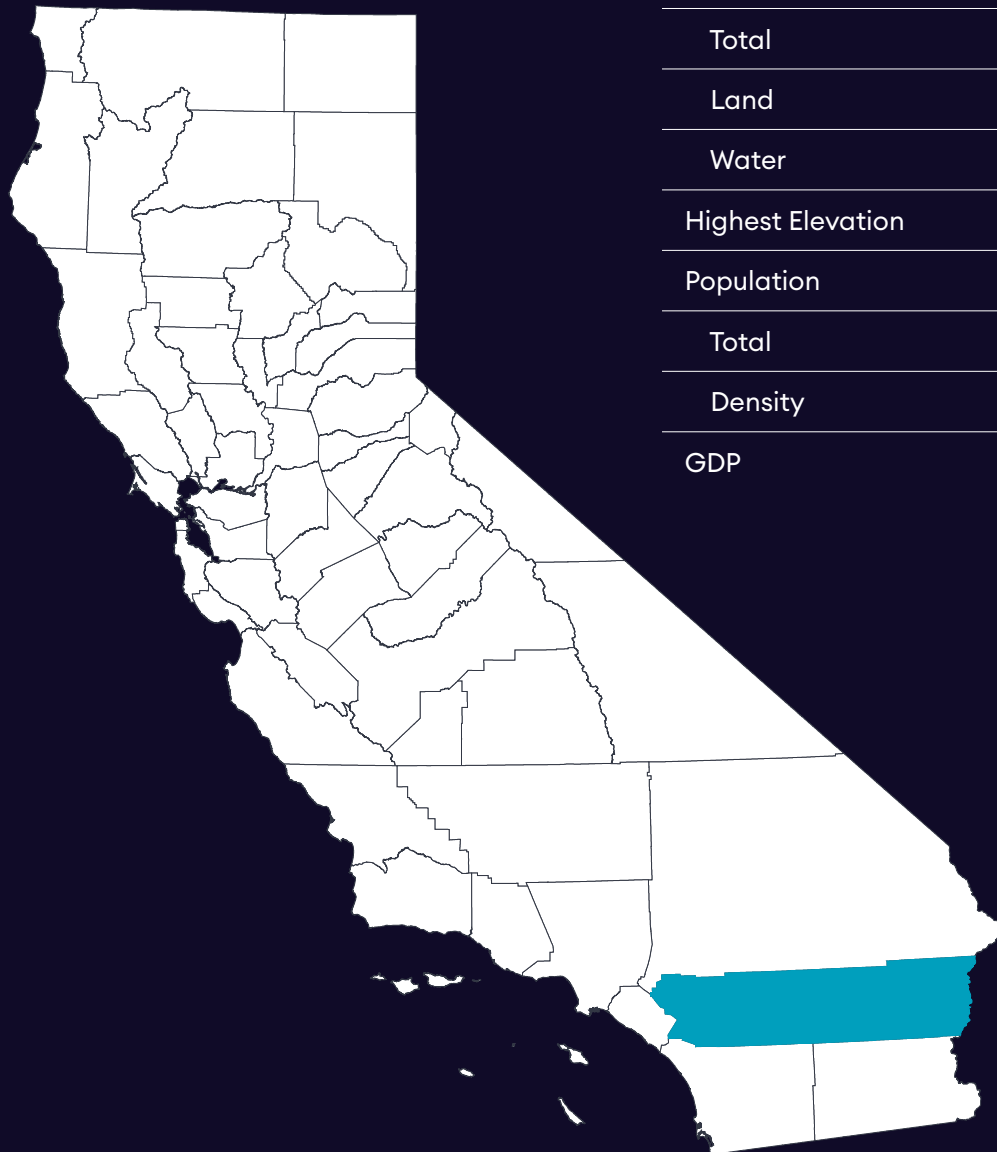 Total
Land
Water
Highest Elevation
Population
Total
Density
GDP